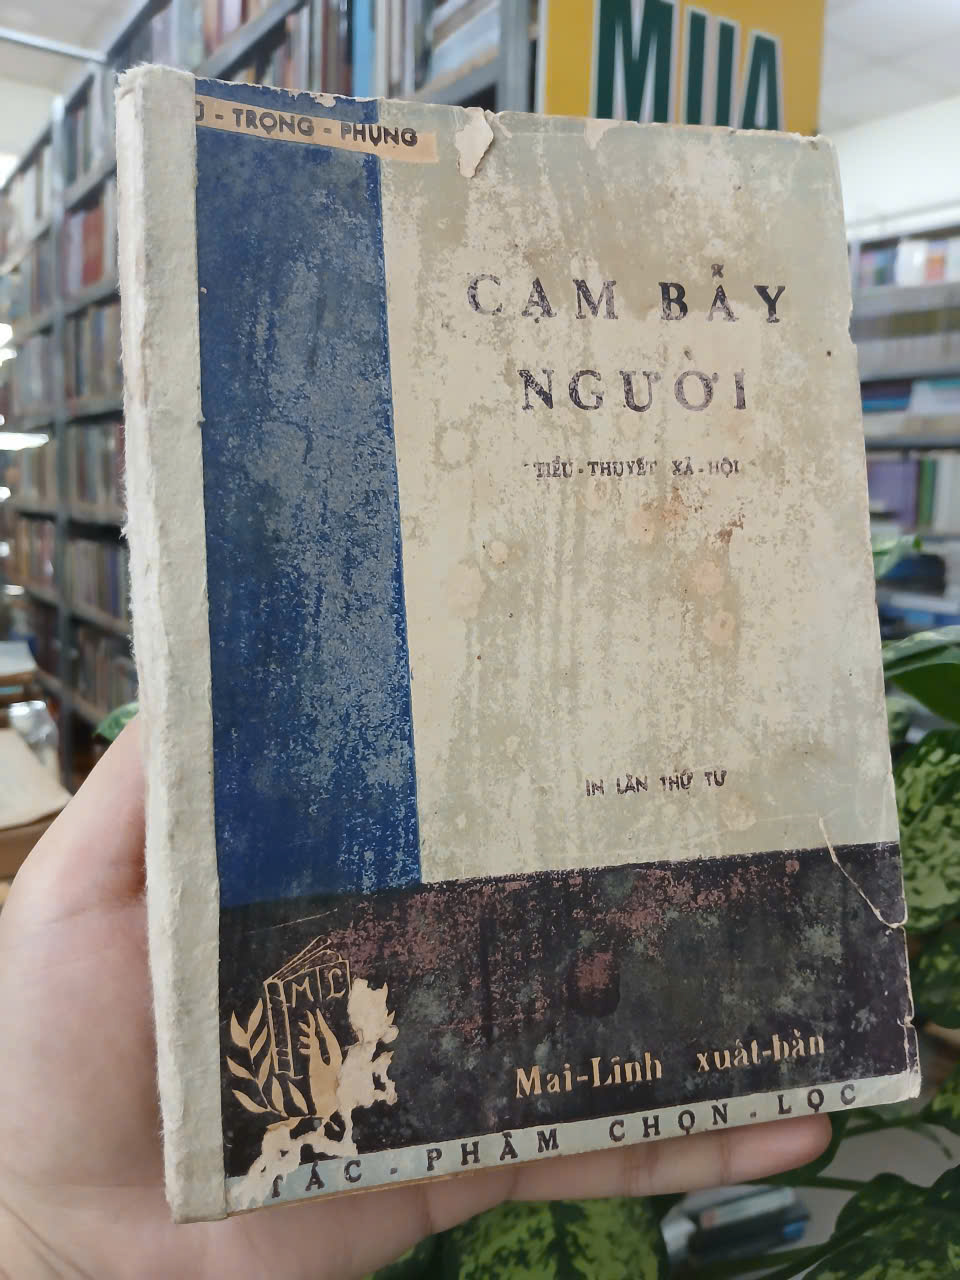 MUA
- TRỌNG - PHỤNG
CẠM BẪY
NGƯỜI
TIỂU-THUYẾT XÃ-HỘI
IN LẦN THỨ TƯ
ML
Mai-Lĩnh xuất-bản
TÁC-PHẨM CHỌN-LỌC